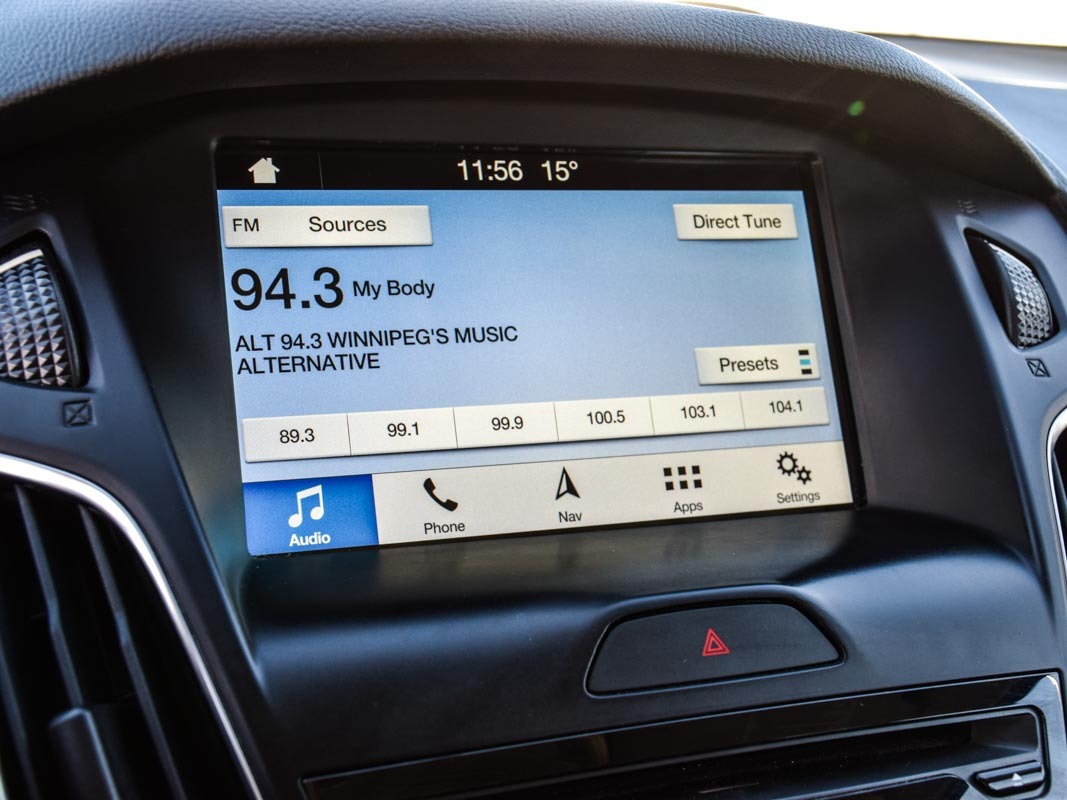 11:56 15°
FM Sources
Direct Tune
94.3 My Body
ALT 94.3 WINNIPEG'S MUSIC
ALTERNATIVE
Presets
89.3 99.1 99.9 100.5 103.1 104.1
Audio Phone Nav Apps Settings